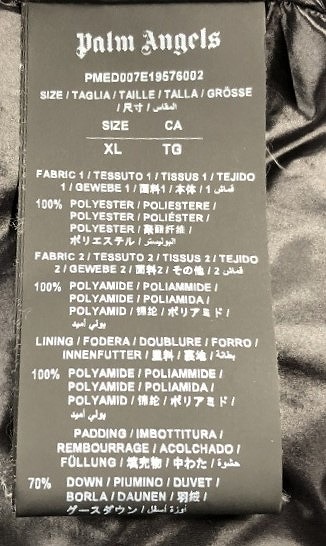 Palm Angels
PMED007E19576002
SIZE / TAGLIA / TAILLE / TALLA / GRÖSSE
/ 尺寸 / المقاس
SIZE CA
XL TG
FABRIC 1 / TESSUTO 1 / TISSUS 1 / TEJIDO
1 / GEWEBE 1 / 面料1 / 本体 / قماش 1
100% POLYESTER / POLIESTERE /
POLYESTER / POLIÉSTER /
POLYESTER / 聚酯纤维 /
ポリエステル / البوليستر
FABRIC 2 / TESSUTO 2 / TISSUS 2 / TEJIDO
2 / GEWEBE 2 / 面料2 / その他 / قماش 2
100% POLYAMIDE / POLIAMMIDE /
POLYAMIDE / POLIAMIDA /
POLYAMID / 锦纶 / ポリアミド /
بولي أميد
LINING / FODERA / DOUBLURE / FORRO /
INNENFUTTER / 里料 / 裏地 / بطانة
100% POLYAMIDE / POLIAMMIDE /
POLYAMIDE / POLIAMIDA /
POLYAMID / 锦纶 / ポリアミド /
بولي أميد
PADDING / IMBOTTITURA /
REMBOURRAGE / ACOLCHADO /
FÜLLUNG / 填充物 / 中わた / حشوة
70% DOWN / PIUMINO / DUVET /
BORLA / DAUNEN / 羽绒 /
グースダウン / أوزة أسفل